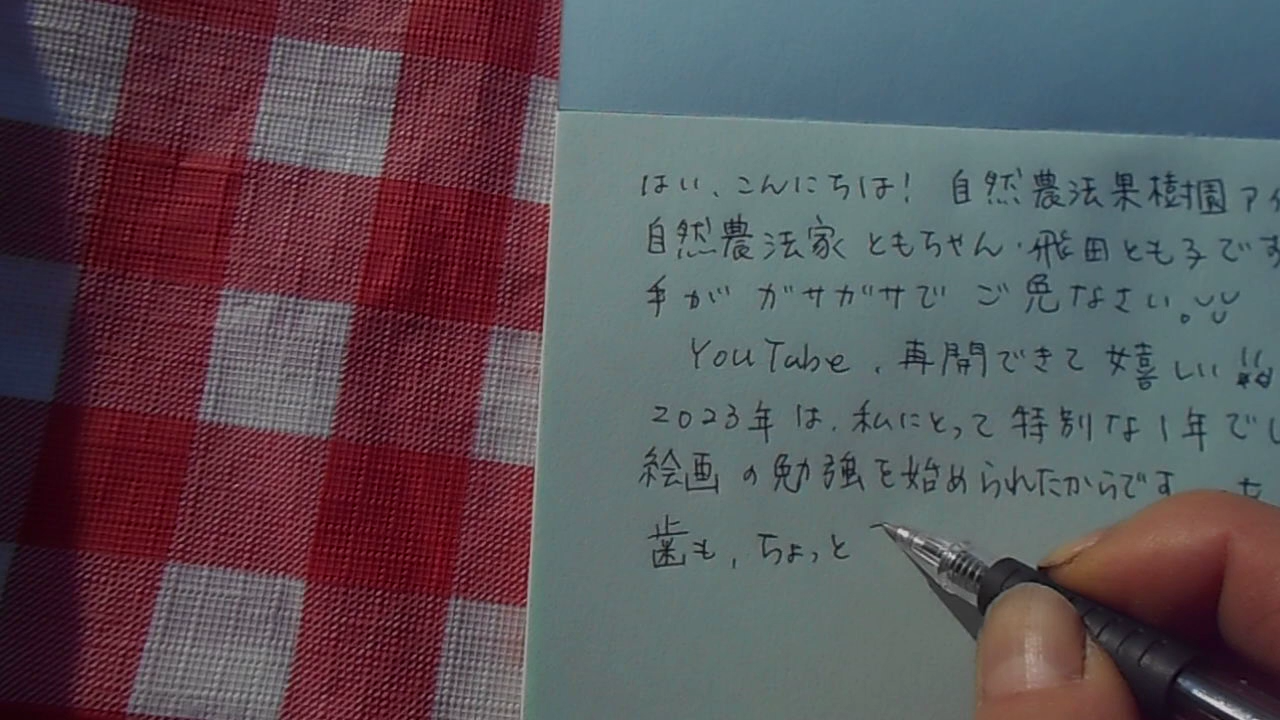 はい、こんにちは! 自然農法果樹園ア
自然農法家ともちゃん・飛田とも子です
手が ガサガサで ご免なさい。
YouTube、再開できて 嬉しい!!
2023年は、私にとって特別な1年でし
絵画の勉強を始められたからです
歯も、ちょっと